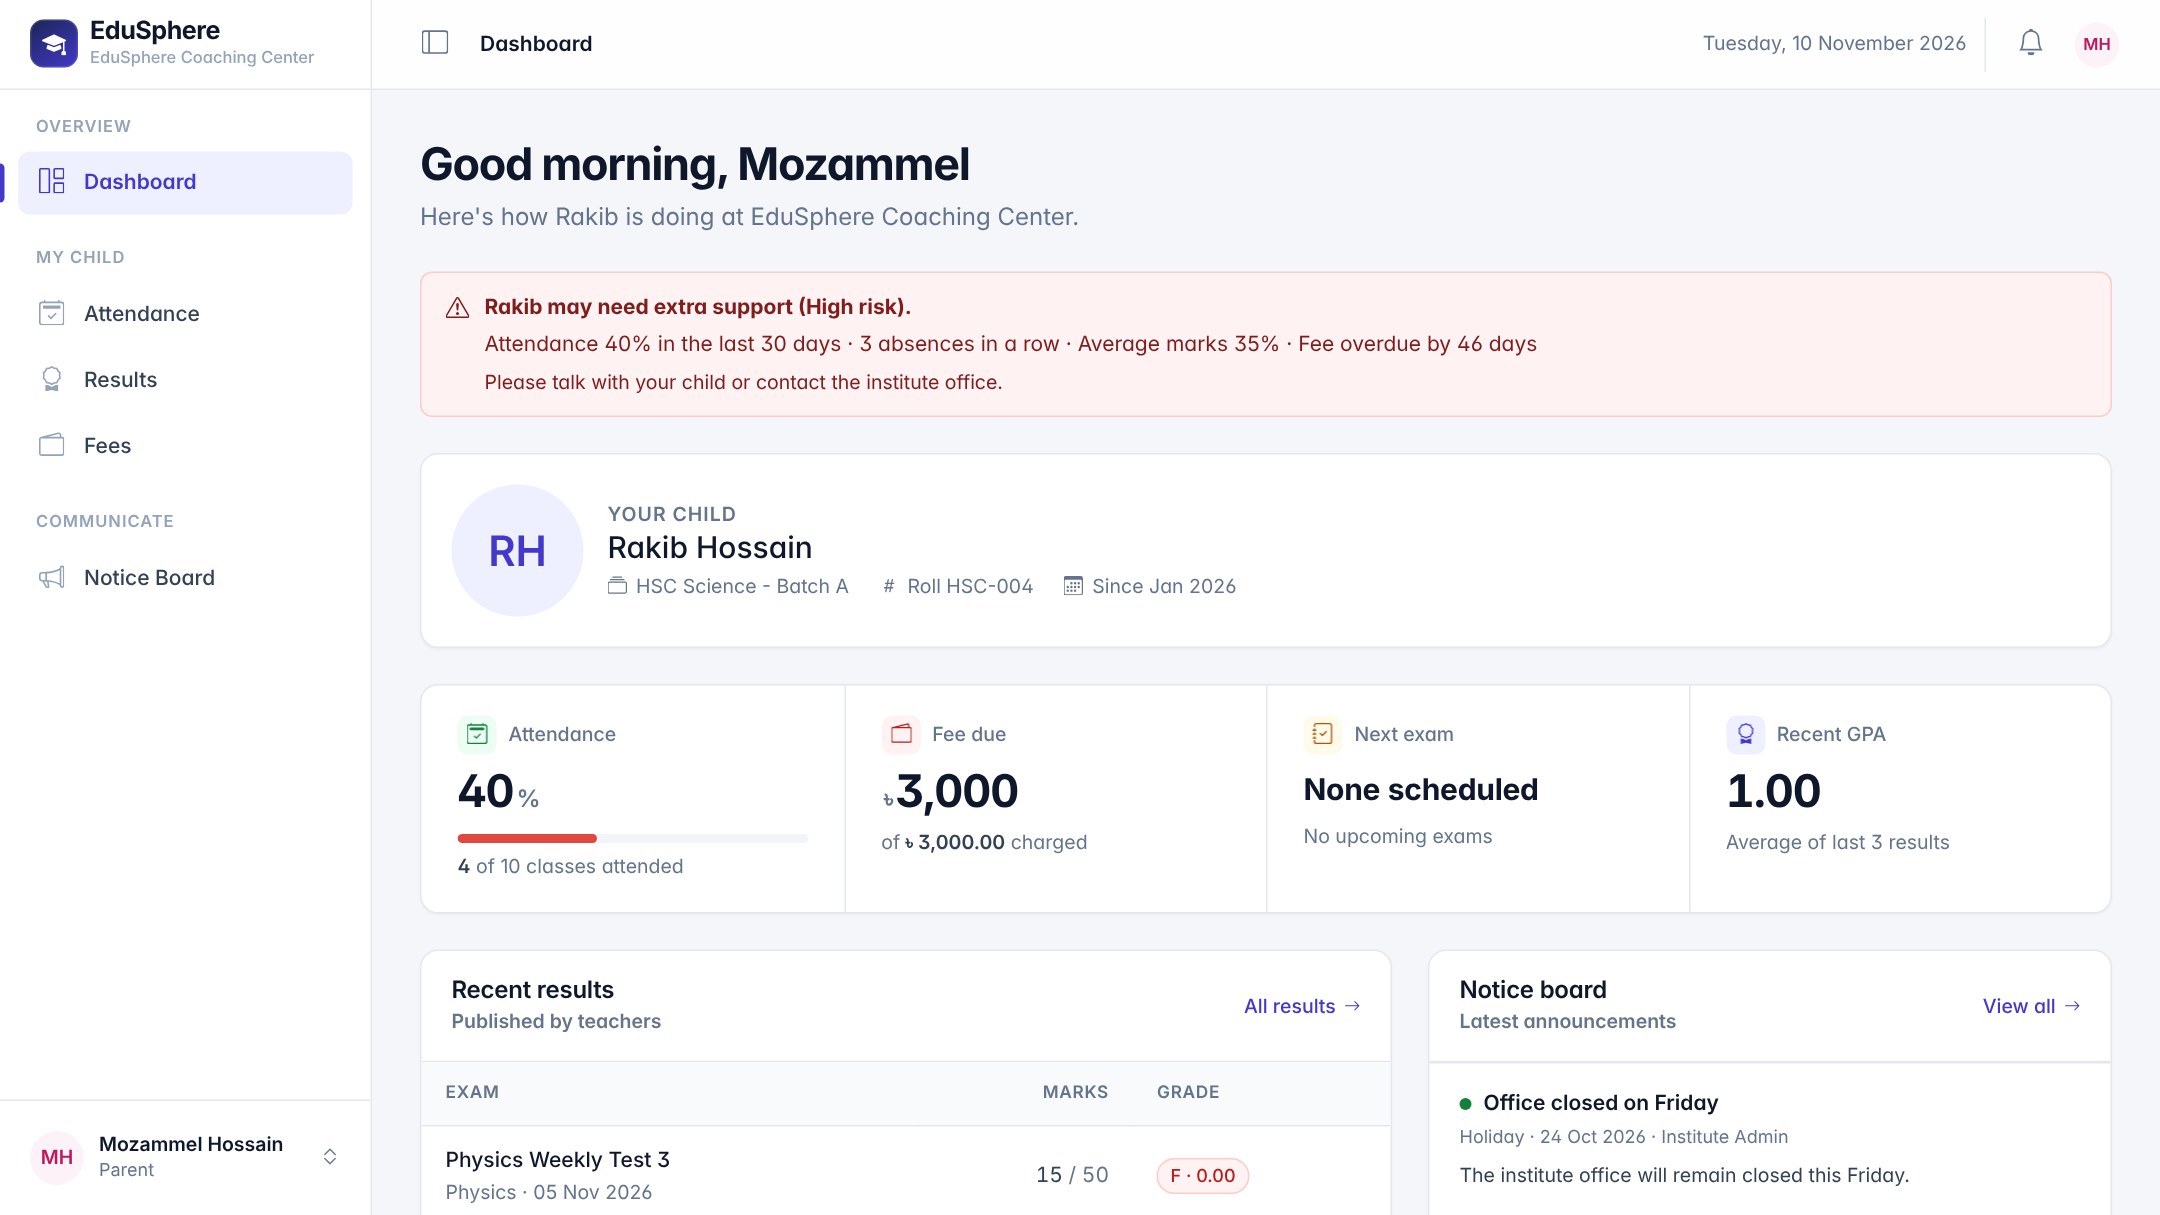 EduSphere
EduSphere Coaching Center
Dashboard
Tuesday, 10 November 2026
MH
OVERVIEW
Dashboard
MY CHILD
Attendance
Results
Fees
COMMUNICATE
Notice Board
MH
Mozammel Hossain
Parent
Good morning, Mozammel
Here's how Rakib is doing at EduSphere Coaching Center.
Rakib may need extra support (High risk).
Attendance 40% in the last 30 days · 3 absences in a row · Average marks 35% · Fee overdue by 46 days
Please talk with your child or contact the institute office.
RH
YOUR CHILD
Rakib Hossain
HSC Science - Batch A # Roll HSC-004 Since Jan 2026
Attendance
40%
4 of 10 classes attended
Fee due
৳3,000
of ৳ 3,000.00 charged
Next exam
None scheduled
No upcoming exams
Recent GPA
1.00
Average of last 3 results
Recent results
Published by teachers
All results →
EXAM MARKS GRADE
Physics Weekly Test 3
Physics · 05 Nov 2026
15 / 50
F · 0.00
Notice board
Latest announcements
View all →
Office closed on Friday
Holiday · 24 Oct 2026 · Institute Admin
The institute office will remain closed this Friday.